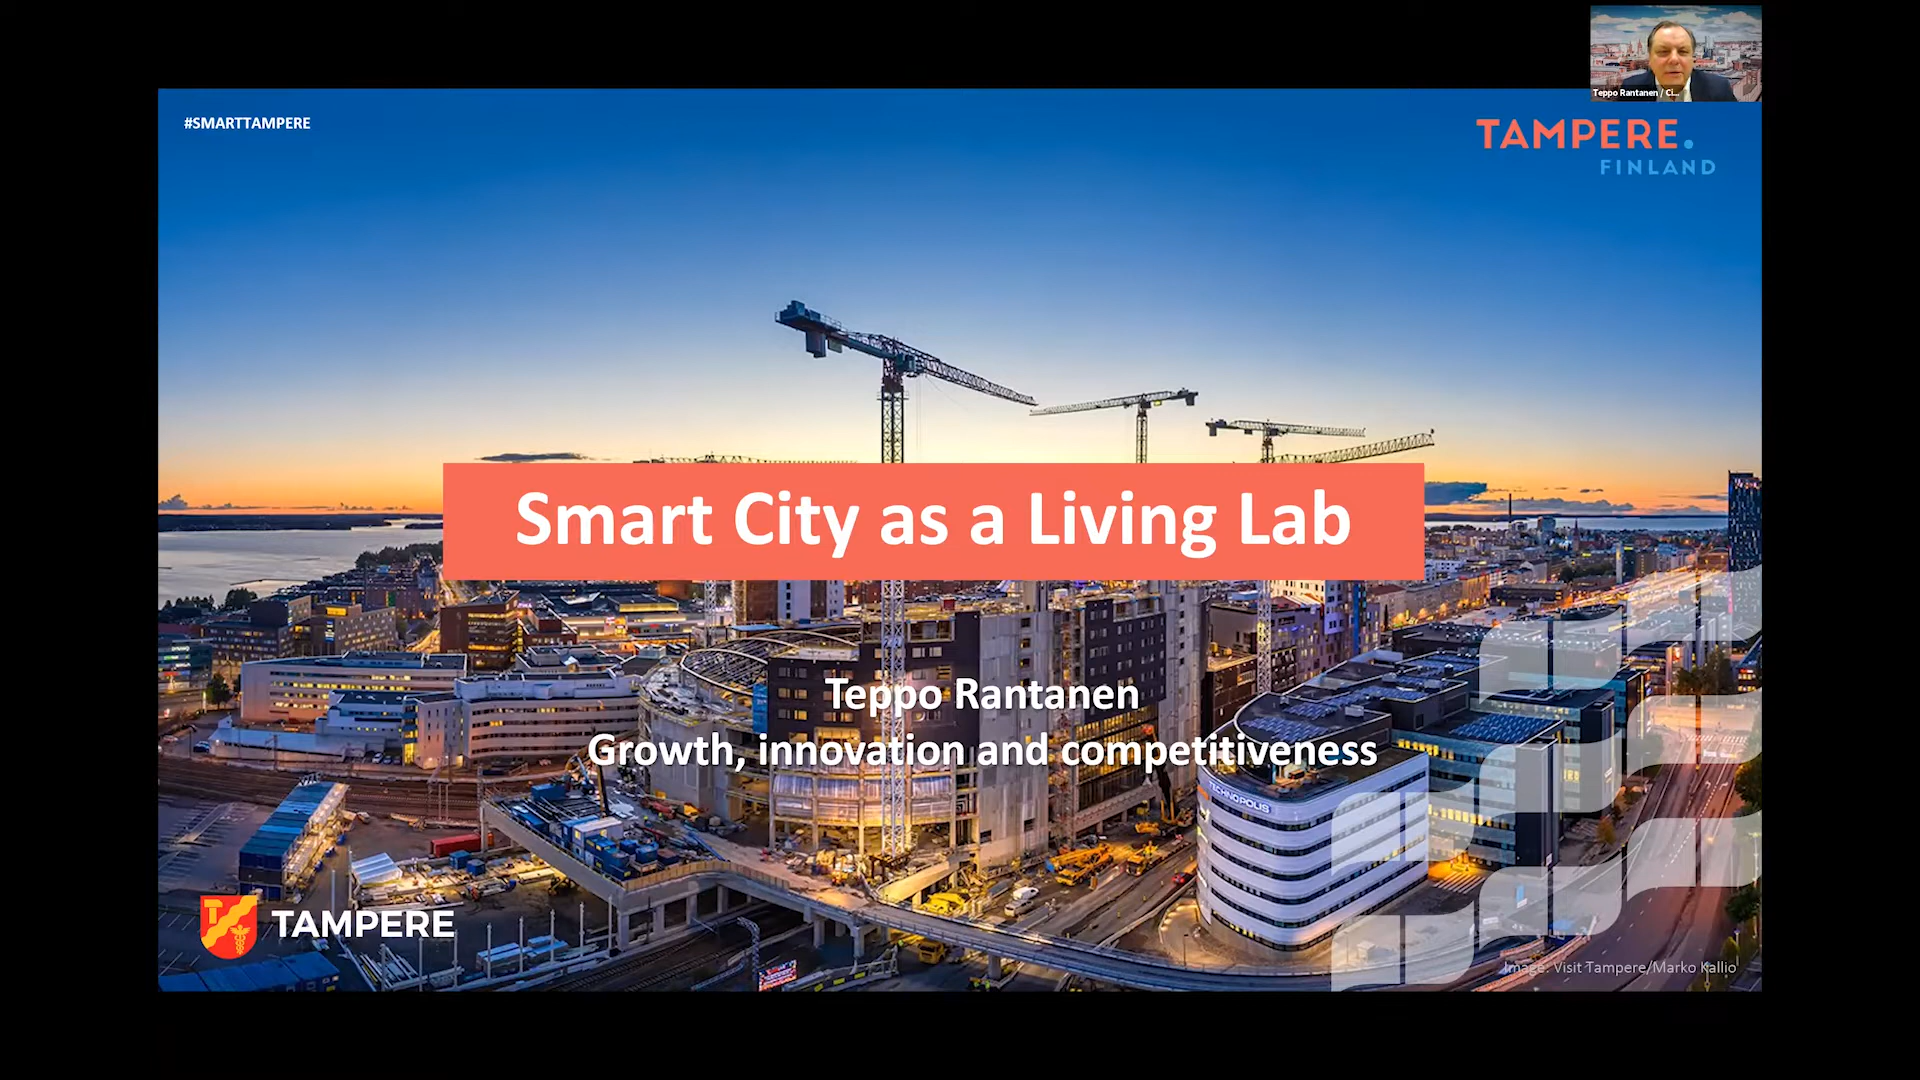 Teppo Rantanen / Ci...
#SMARTTAMPERE
TAMPERE.
FINLAND
Smart City as a Living Lab
Teppo Rantanen
Growth, innovation and competitiveness
TECHNOPOLIS
TAMPERE
Image: Visit Tampere/Marko Kallio